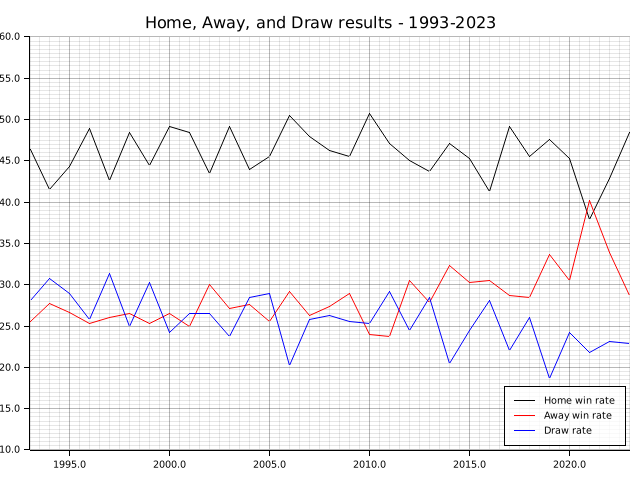 Home, Away, and Draw results - 1993-2023
60.0
55.0
50.0
45.0
40.0
35.0
30.0
25.0
20.0
15.0
10.0
1995.0 2000.0 2005.0 2010.0 2015.0 2020.0
Home win rate
Away win rate
Draw rate